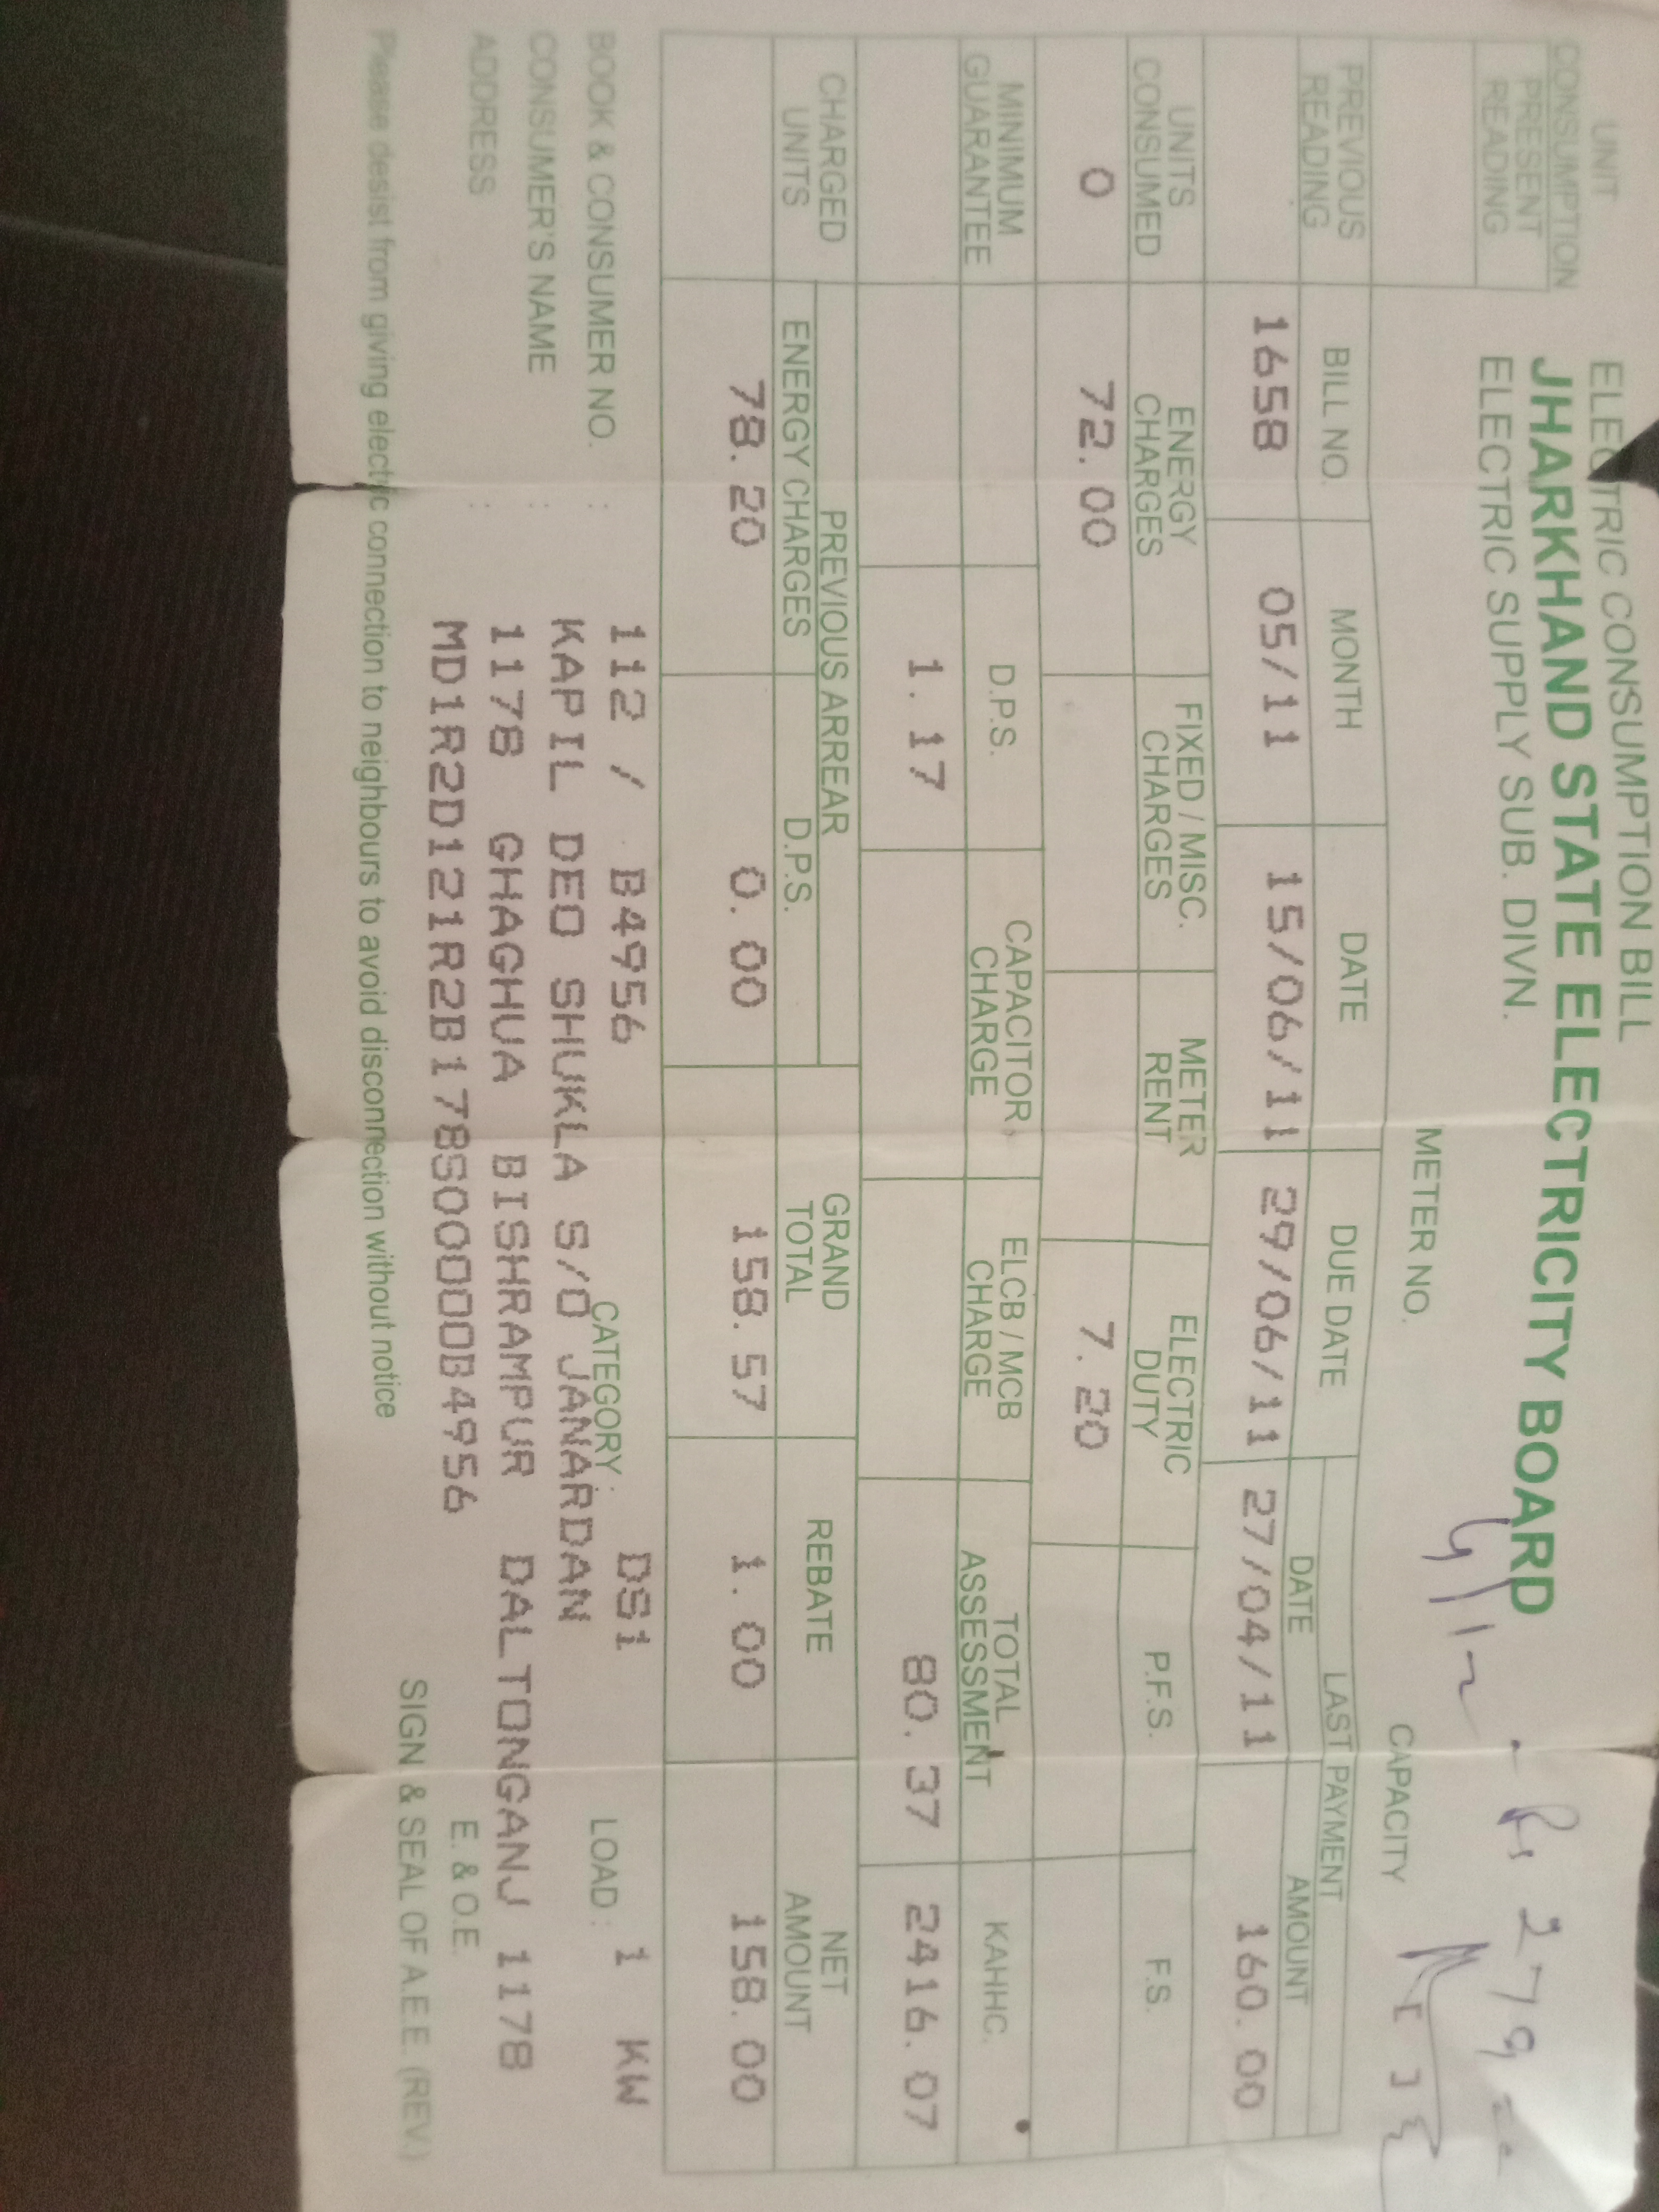 ELECTRIC CONSUMPTION BILL
JHARKHAND STATE ELECTRICITY BOARD
ELECTRIC SUPPLY SUB. DIVN.
Rs 279
UNIT CONSUMPTION
PRESENT READING
METER NO.
CAPACITY
[ ]
PREVIOUS READING
BILL NO.
MONTH
DATE
DUE DATE
LAST PAYMENT
DATE
AMOUNT
1658
05/11
15/06/11
29/06/11
27/04/11
160.00
UNITS CONSUMED
ENERGY CHARGES
FIXED / MISC. CHARGES
METER RENT
ELECTRIC DUTY
P.F.S.
F.S.
0
72.00
7.20
MINIMUM GUARANTEE
D.P.S.
CAPACITOR CHARGE
ELCB / MCB CHARGE
TOTAL ASSESSMENT
KAHHC.
1.17
80.37
2416.07
CHARGED UNITS
PREVIOUS ARREAR
ENERGY CHARGES
D.P.S.
GRAND TOTAL
REBATE
NET AMOUNT
78.20
0.00
158.57
1.00
158.00
BOOK & CONSUMER NO. : 112 / B4956 CATEGORY : DS1 LOAD : 1 KW
CONSUMER'S NAME : KAPIL DEO SHUKLA S/O JANARDAN
ADDRESS : 1178 GHAGHUA BISHRAMPUR DALTONGANJ 1178
MD1R2D121R2B178S00000B4956
E. & O.E.
Please desist from giving electric connection to neighbours to avoid disconnection without notice
SIGN & SEAL OF A.E.E. (REV.)